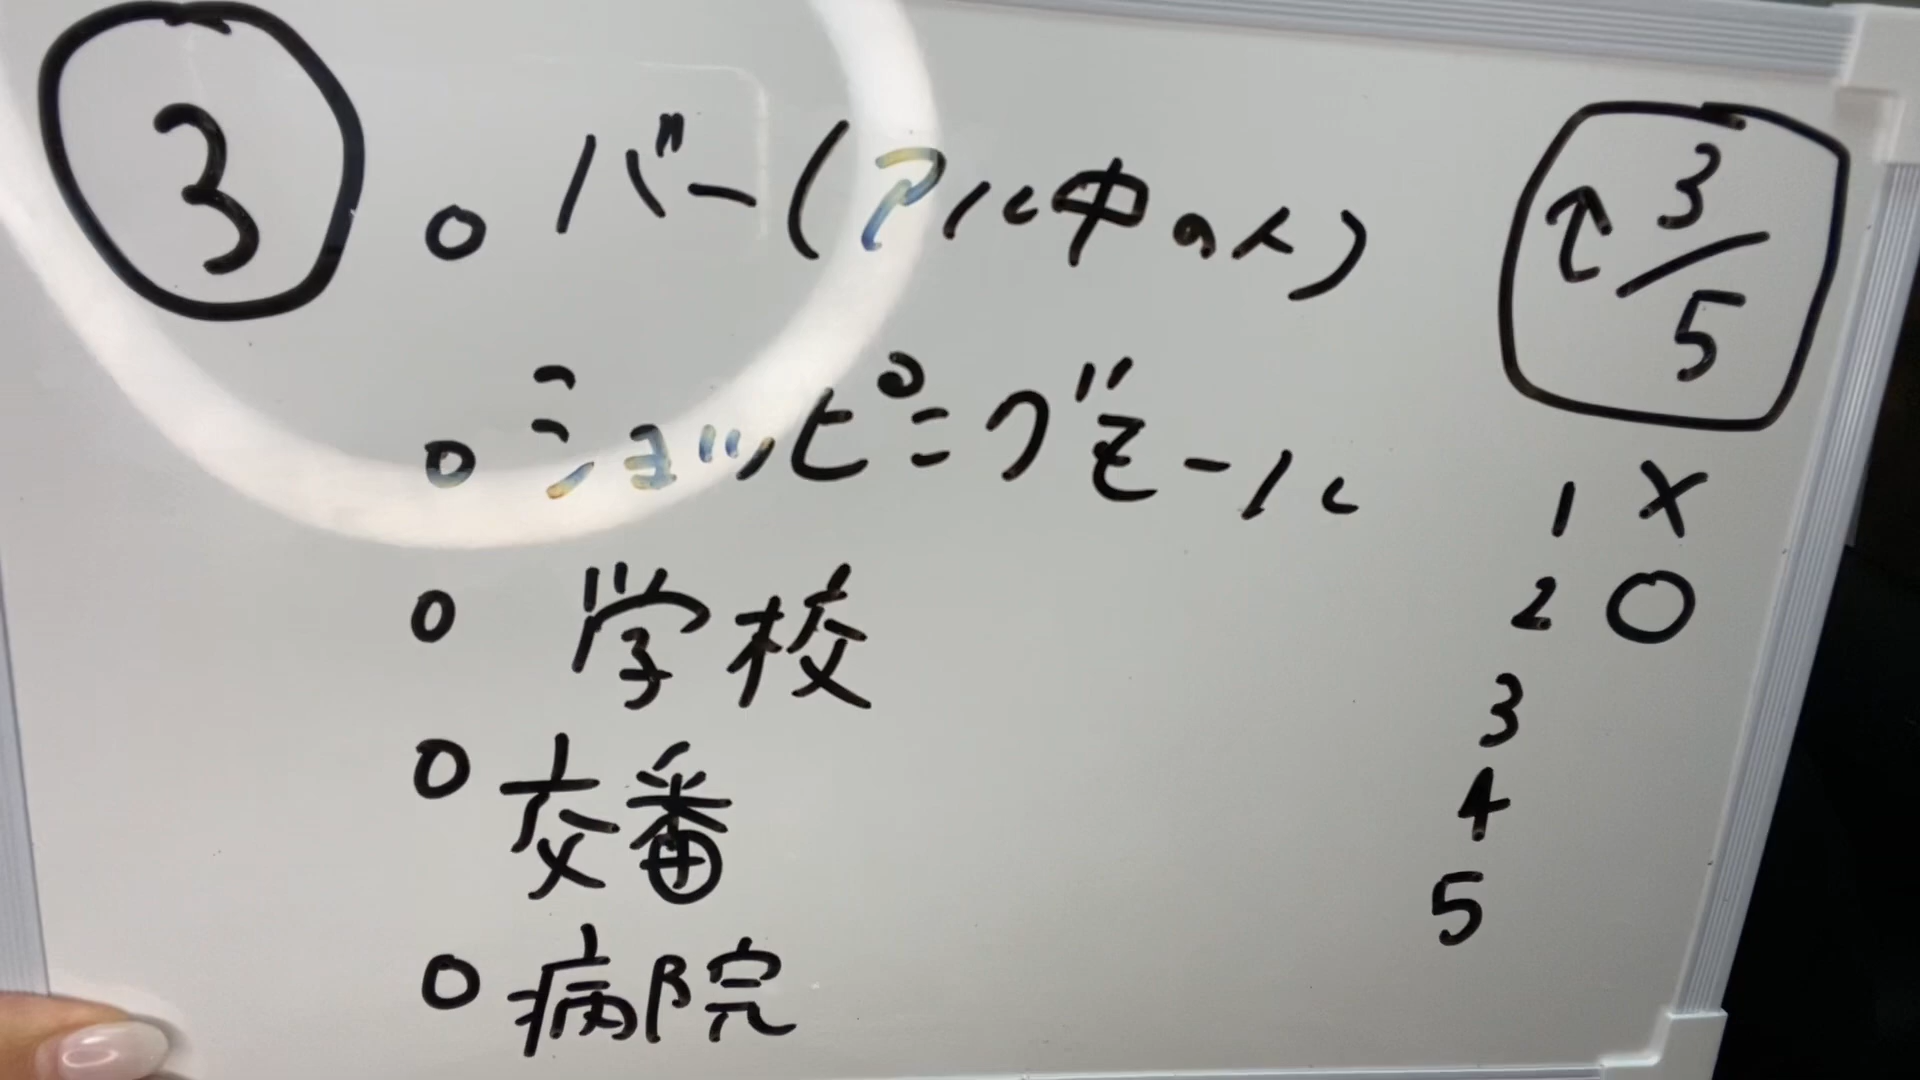 ③
○ バー(アル中の人)
○ ショッピングモール
○ 学校
○ 交番
○ 病院
↑ 3/5
1 ×
2 ○
3
4
5